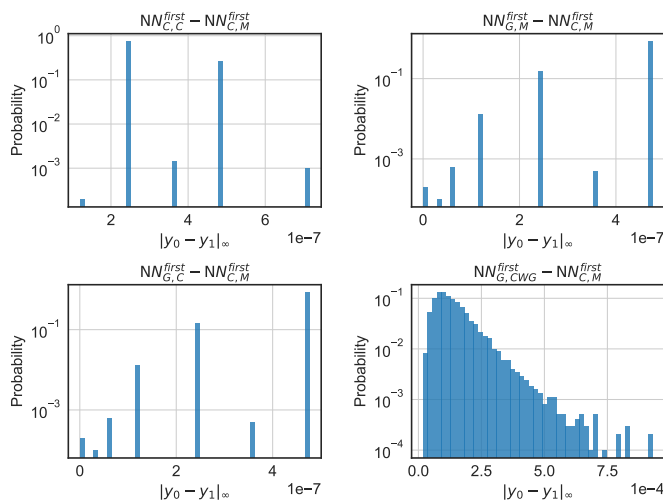 NN^{first}_{C,C} − NN^{first}_{C,M}
Probability
10^0
10^{−1}
10^{−2}
10^{−3}
2 4 6
1e−7
|y_0 − y_1|_∞
NN^{first}_{G,M} − NN^{first}_{C,M}
Probability
10^{−1}
10^{−3}
0 2 4
1e−7
|y_0 − y_1|_∞
NN^{first}_{G,C} − NN^{first}_{C,M}
Probability
10^{−1}
10^{−3}
0 2 4
1e−7
|y_0 − y_1|_∞
NN^{first}_{G,CWG} − NN^{first}_{C,M}
Probability
10^{−1}
10^{−2}
10^{−3}
10^{−4}
0.0 2.5 5.0 7.5
1e−4
|y_0 − y_1|_∞